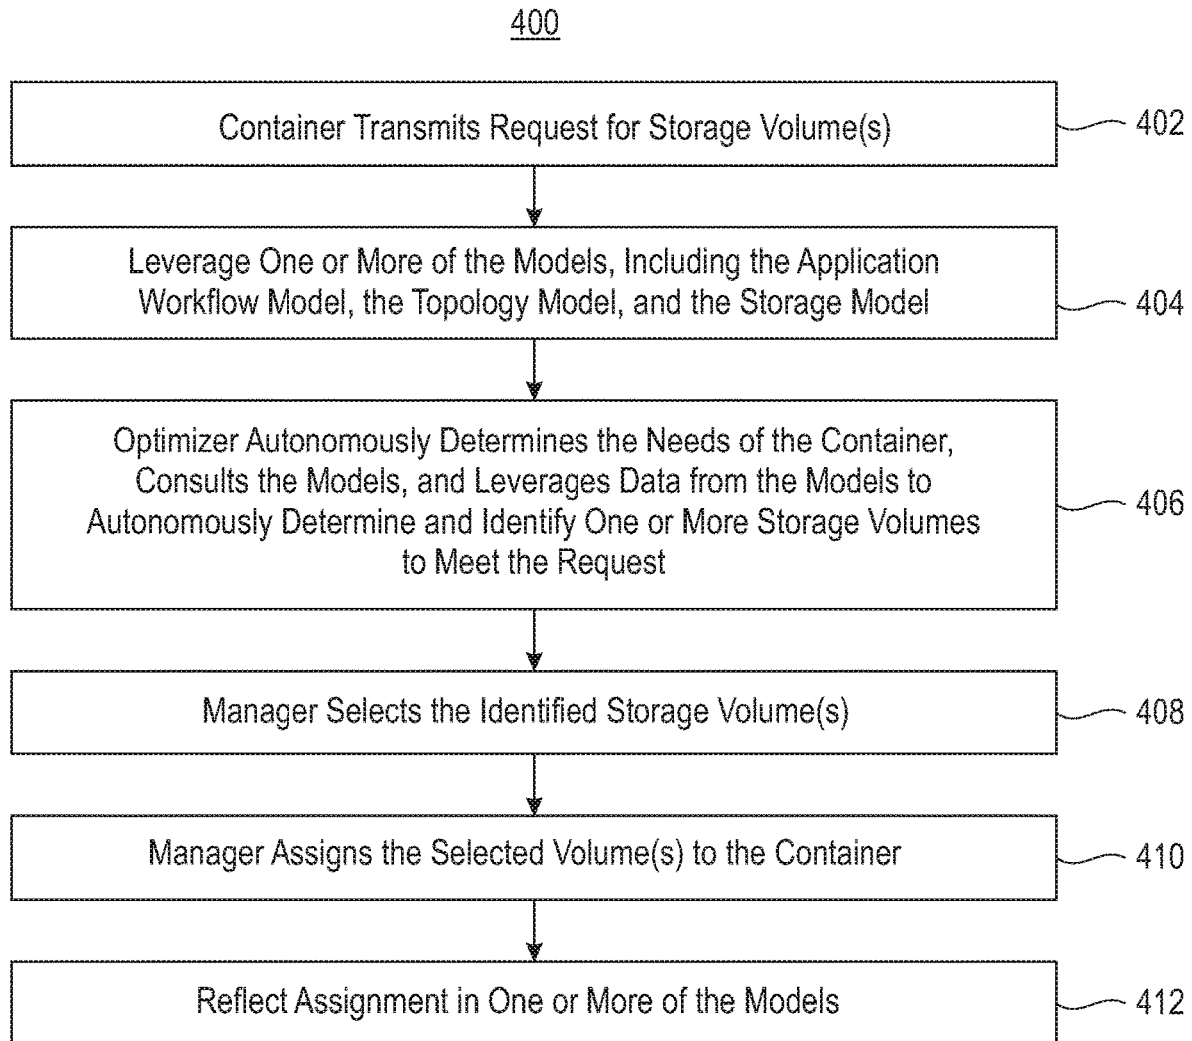 400
Container Transmits Request for Storage Volume(s)
402
Leverage One or More of the Models, Including the Application
Workflow Model, the Topology Model, and the Storage Model
404
Optimizer Autonomously Determines the Needs of the Container,
Consults the Models, and Leverages Data from the Models to
Autonomously Determine and Identify One or More Storage Volumes
to Meet the Request
406
Manager Selects the Identified Storage Volume(s)
408
Manager Assigns the Selected Volume(s) to the Container
410
Reflect Assignment in One or More of the Models
412